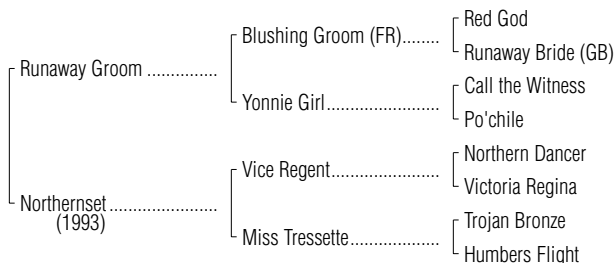 Red God
Blushing Groom (FR)........
Runaway Bride (GB)
Runaway Groom ...............
Call the Witness
Yonnie Girl........................
Po'chile
Northern Dancer
Vice Regent.......................
Victoria Regina
Northernset.......................
(1993)
Trojan Bronze
Miss Tressette...................
Humbers Flight